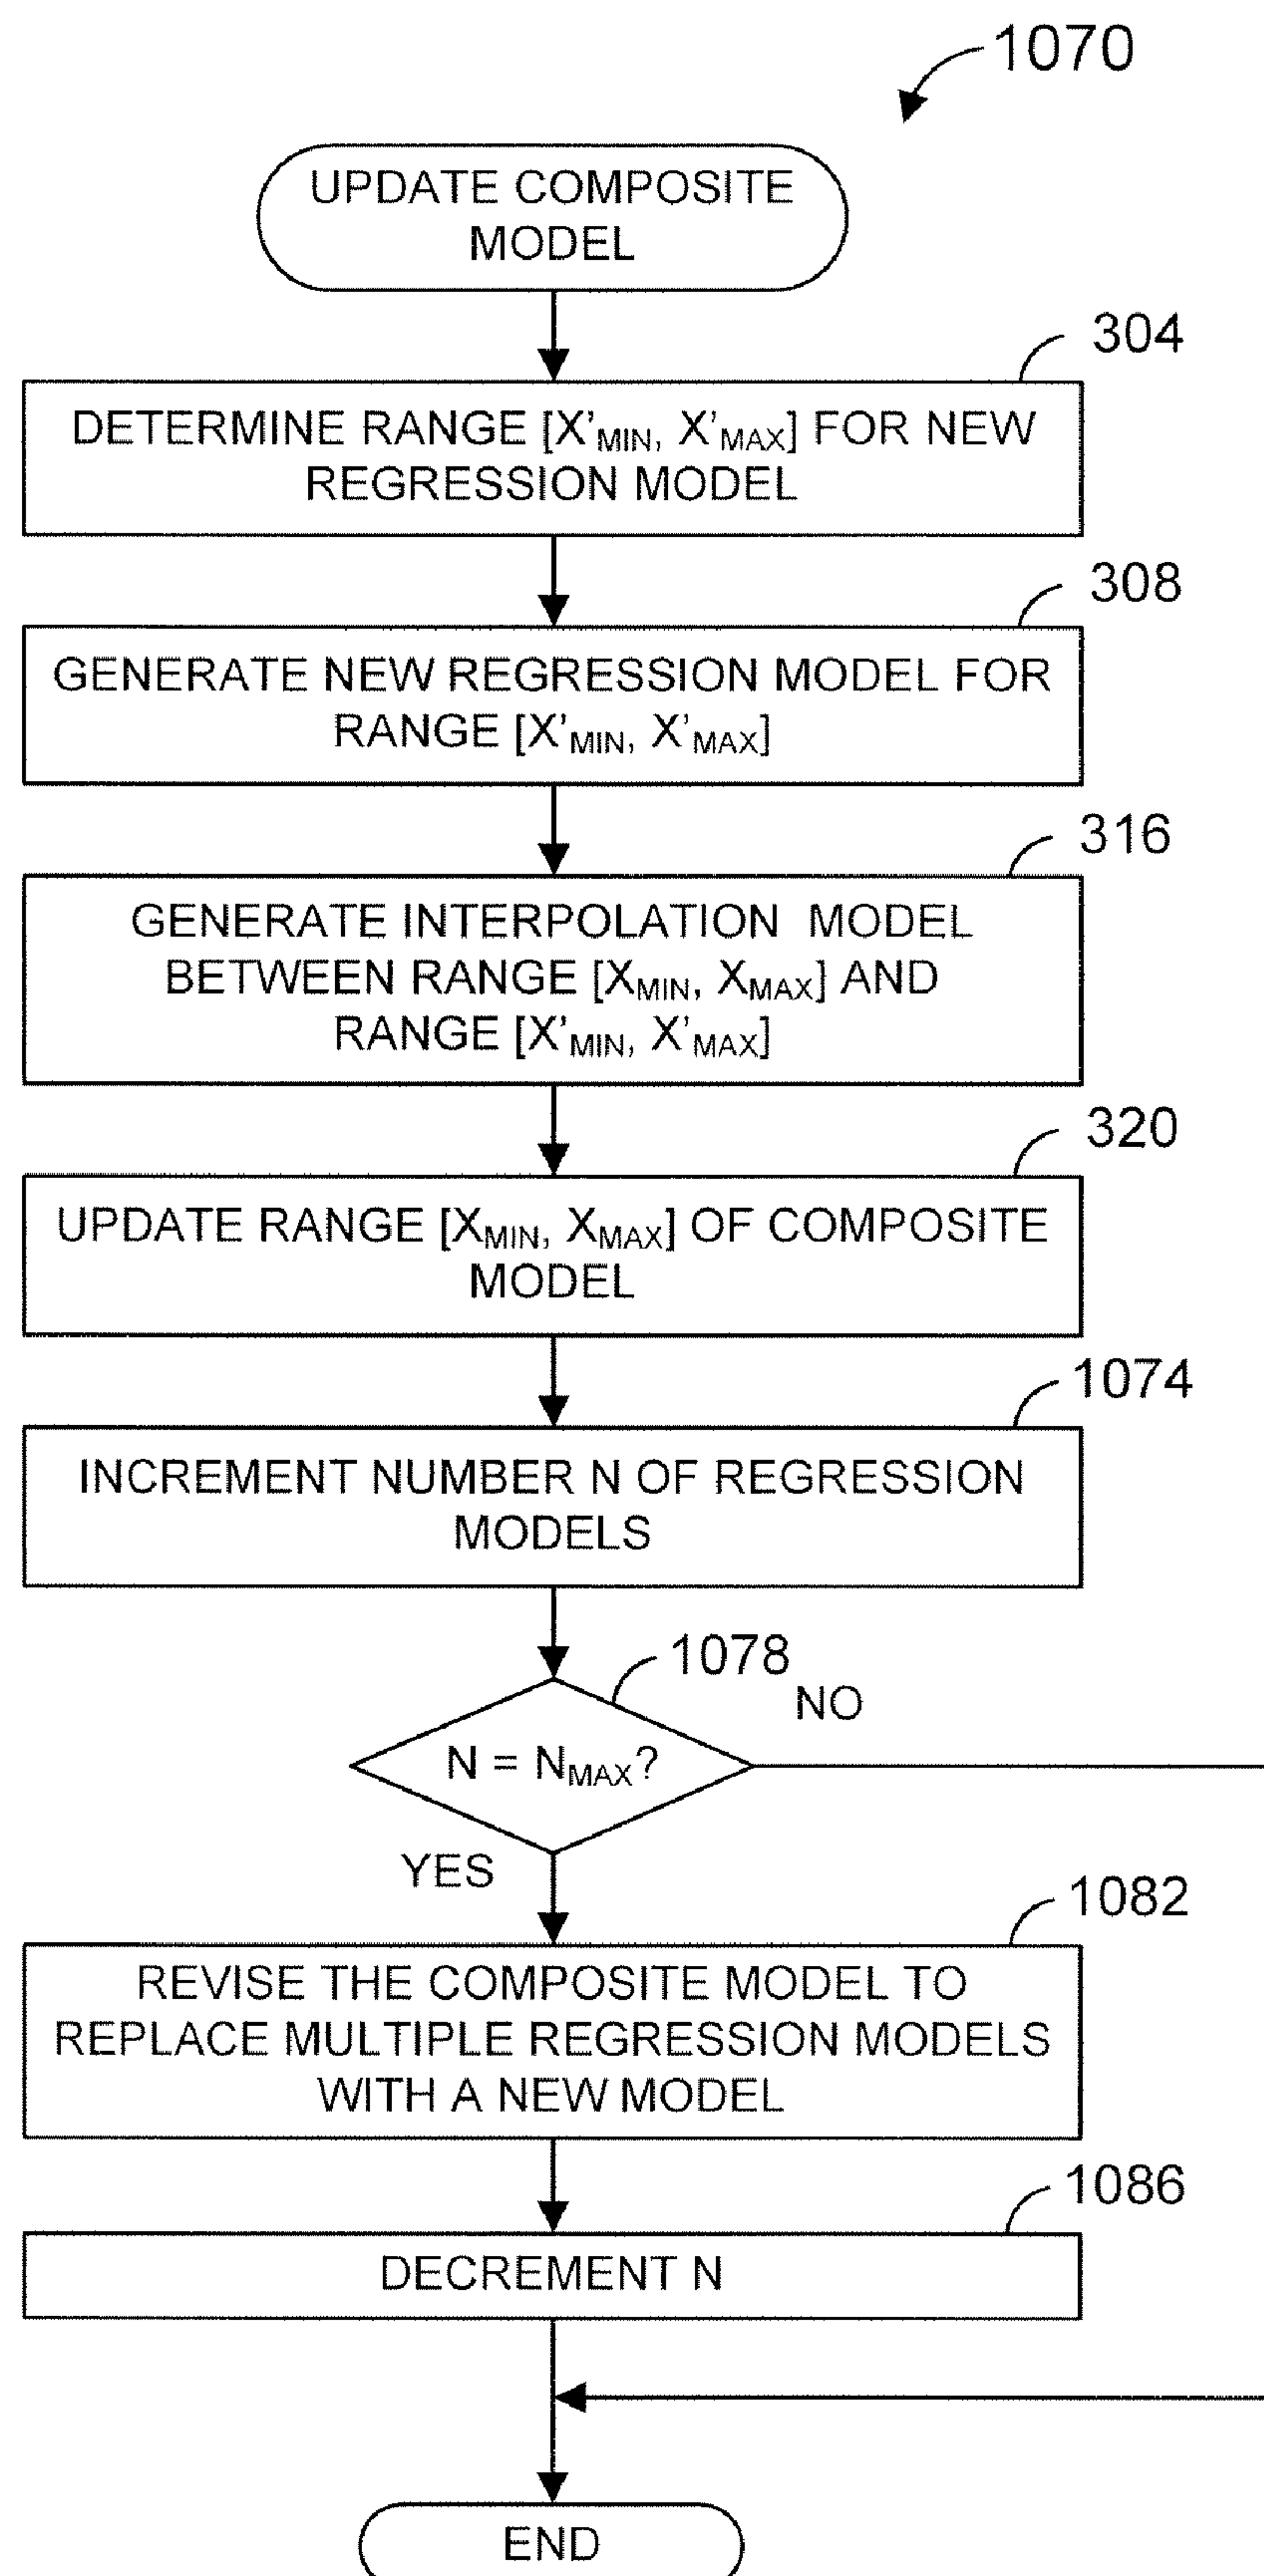 1070
UPDATE COMPOSITE
MODEL
304
DETERMINE RANGE [X'MIN, X'MAX] FOR NEW
REGRESSION MODEL
308
GENERATE NEW REGRESSION MODEL FOR
RANGE [X'MIN, X'MAX]
316
GENERATE INTERPOLATION MODEL
BETWEEN RANGE [XMIN, XMAX] AND
RANGE [X'MIN, X'MAX]
320
UPDATE RANGE [XMIN, XMAX] OF COMPOSITE
MODEL
1074
INCREMENT NUMBER N OF REGRESSION
MODELS
1078
NO
N = NMAX?
YES
1082
REVISE THE COMPOSITE MODEL TO
REPLACE MULTIPLE REGRESSION MODELS
WITH A NEW MODEL
1086
DECREMENT N
END